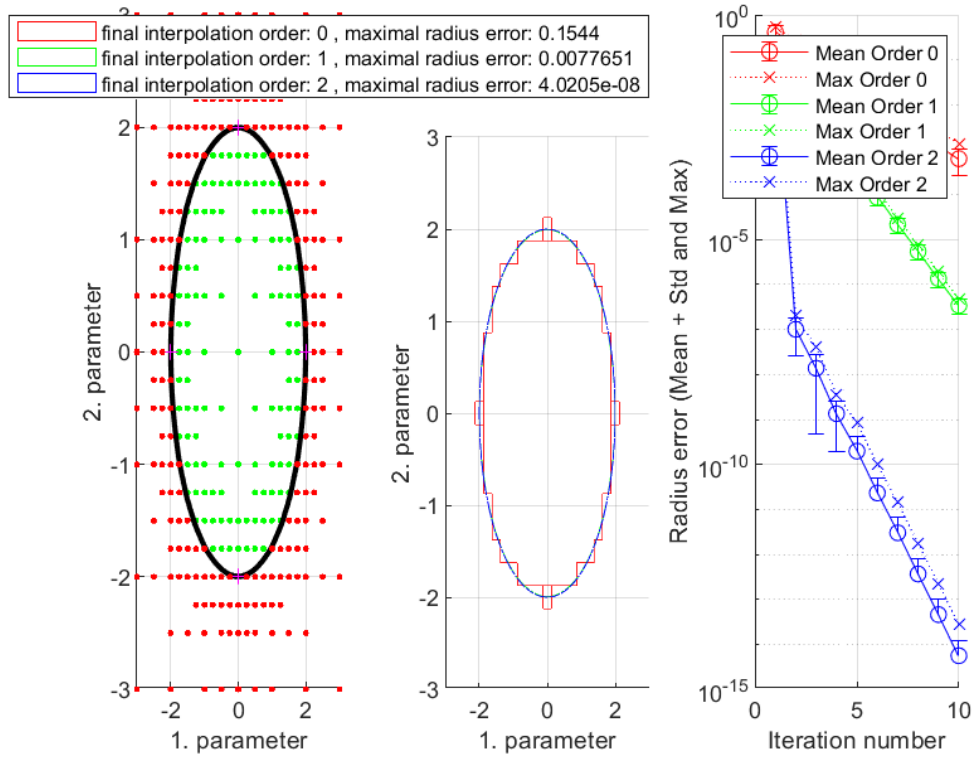 final interpolation order: 0 , maximal radius error: 0.1544
final interpolation order: 1 , maximal radius error: 0.0077651
final interpolation order: 2 , maximal radius error: 4.0205e-08
2
1
0
-1
-2
-3
-2
0
2
2. parameter
1. parameter
3
2
1
0
-1
-2
-3
-2
0
2
2. parameter
1. parameter
Mean Order 0
Max Order 0
Mean Order 1
Max Order 1
Mean Order 2
Max Order 2
10^0
10^-5
10^-10
10^-15
0
5
10
Radius error (Mean + Std and Max)
Iteration number